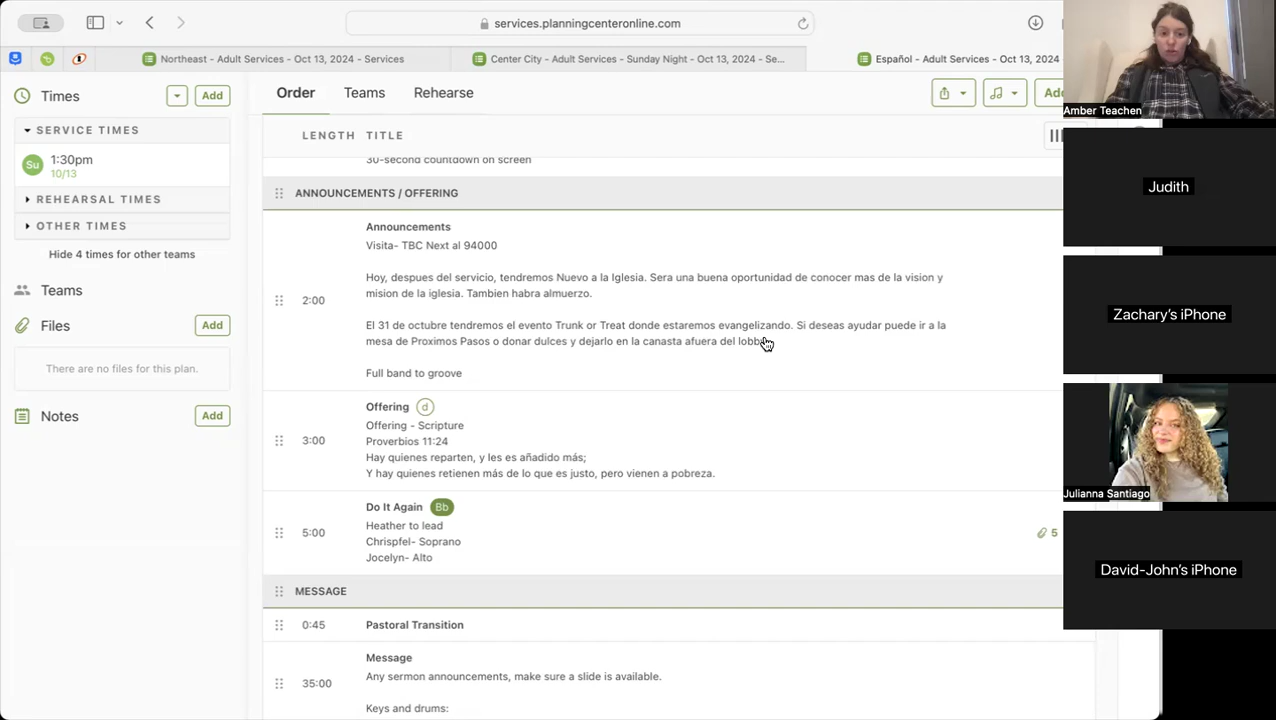 services.planningcenteronline.com
Northeast - Adult Services - Oct 13, 2024 - Services
Center City - Adult Services - Sunday Night - Oct 13, 2024 - Se...
Español - Adult Services - Oct 13, 2024
Times
Add
SERVICE TIMES
Su
1:30pm
10/13
REHEARSAL TIMES
OTHER TIMES
Hide 4 times for other teams
Teams
Files
Add
There are no files for this plan.
Notes
Add
Order
Teams
Rehearse
LENGTH TITLE
30-second countdown on screen
ANNOUNCEMENTS / OFFERING
2:00
Announcements
Visita- TBC Next al 94000
Hoy, despues del servicio, tendremos Nuevo a la Iglesia. Sera una buena oportunidad de conocer mas de la vision y
mision de la iglesia. Tambien habra almuerzo.
El 31 de octubre tendremos el evento Trunk or Treat donde estaremos evangelizando. Si deseas ayudar puede ir a la
mesa de Proximos Pasos o donar dulces y dejarlo en la canasta afuera del
Full band to groove
3:00
Offering d
Offering - Scripture
Proverbios 11:24
Hay quienes reparten, y les es añadido más;
Y hay quienes retienen más de lo que es justo, pero vienen a pobreza.
5:00
Do It Again Bb
Heather to lead
Chrispfel- Soprano
Jocelyn- Alto
5
MESSAGE
0:45 Pastoral Transition
35:00
Message
Any sermon announcements, make sure a slide is available.
Keys and drums:
Amber Teachen
Judith
Zachary's iPhone
Julianna Santiago
David-John's iPhone